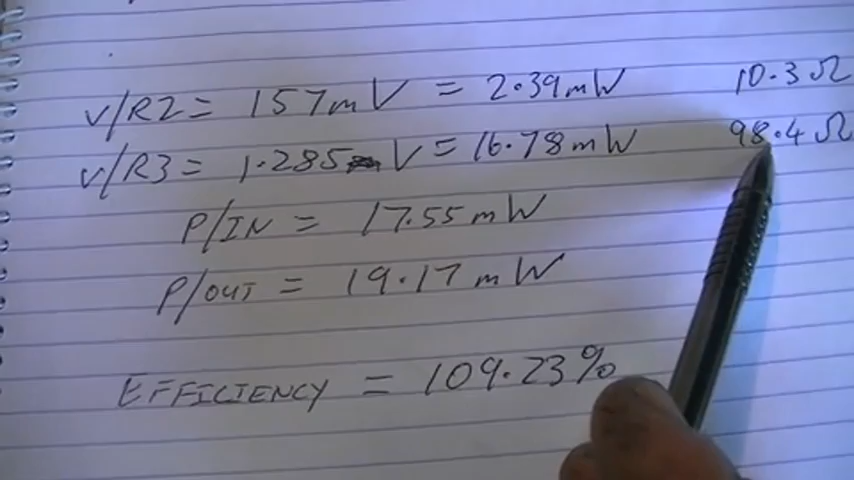 V/R2 = 157mV = 2.39mW 10.3Ω
V/R3 = 1.285 V = 16.78mW 98.4Ω
P/IN = 17.55mW
P/OUT = 19.17mW
EFFICIENCY = 109.23%